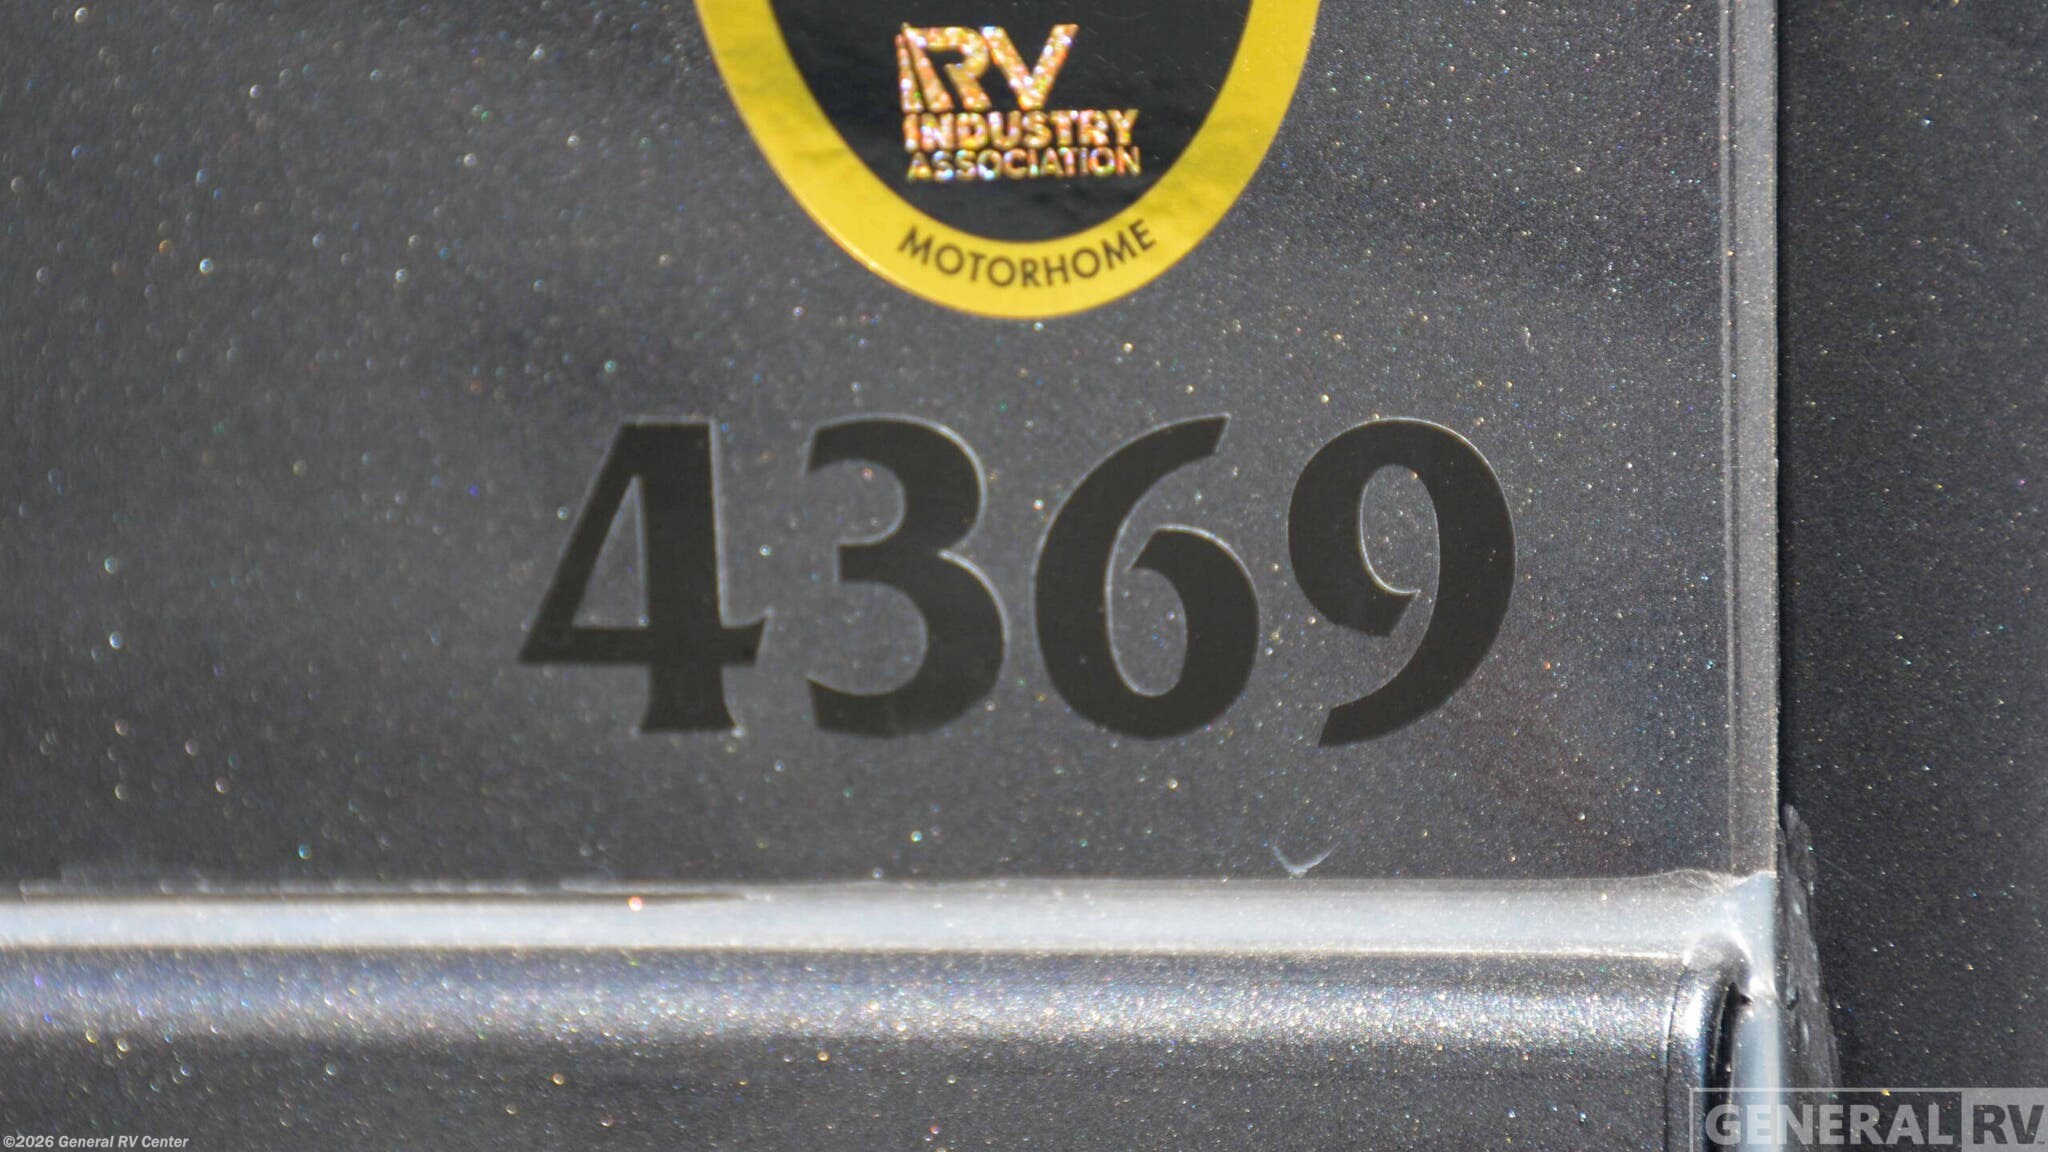 RV
INDUSTRY
ASSOCIATION
MOTORHOME
4369
©2026 General RV Center
GENERAL RV